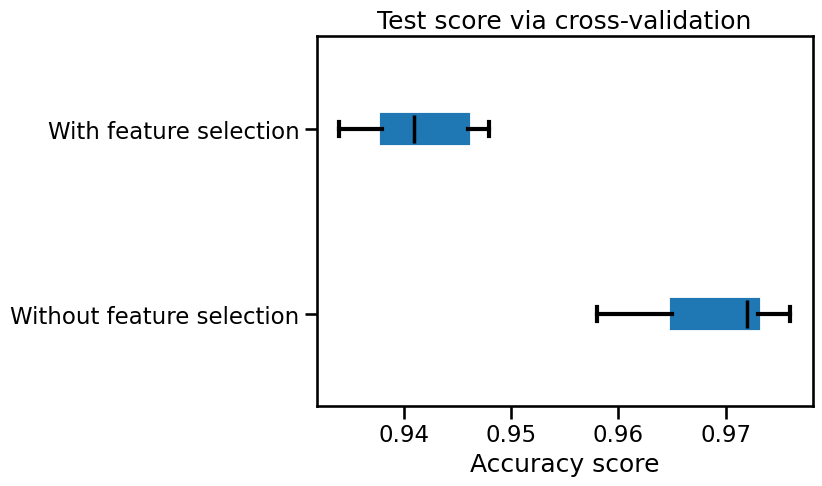 Test score via cross-validation
With feature selection
Without feature selection
0.94 0.95 0.96 0.97
Accuracy score